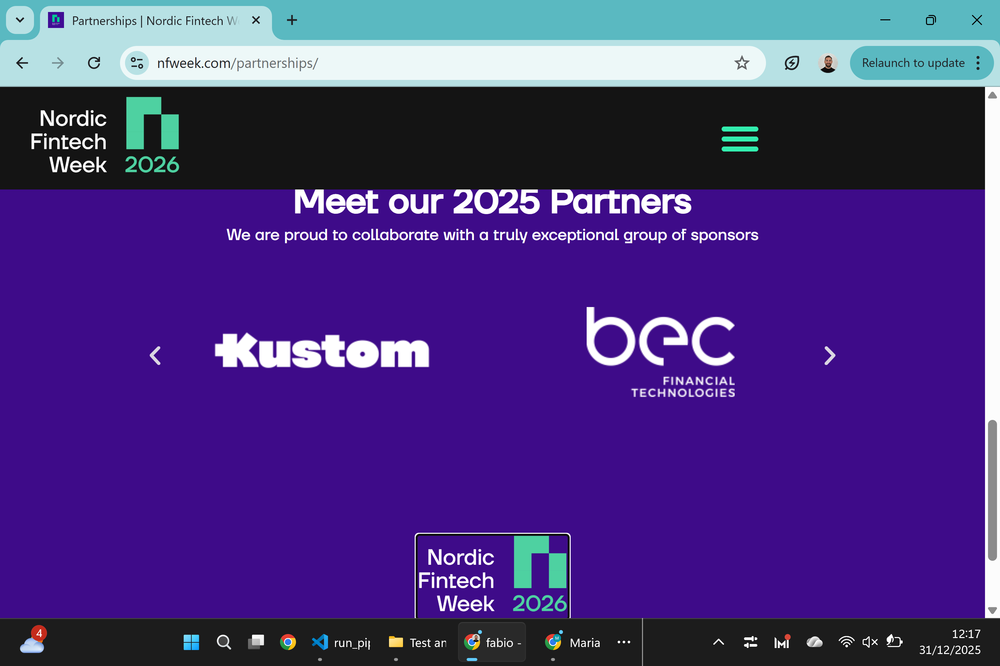 Partnerships | Nordic Fintech W
nfweek.com/partnerships/
Relaunch to update
Nordic
Fintech
Week
2026
Meet our 2025 Partners
We are proud to collaborate with a truly exceptional group of sponsors
Kustom
bec
FINANCIAL
TECHNOLOGIES
Nordic
Fintech
Week
2026
4
run_pip
Test an
fabio -
M
Maria
12:17
31/12/2025